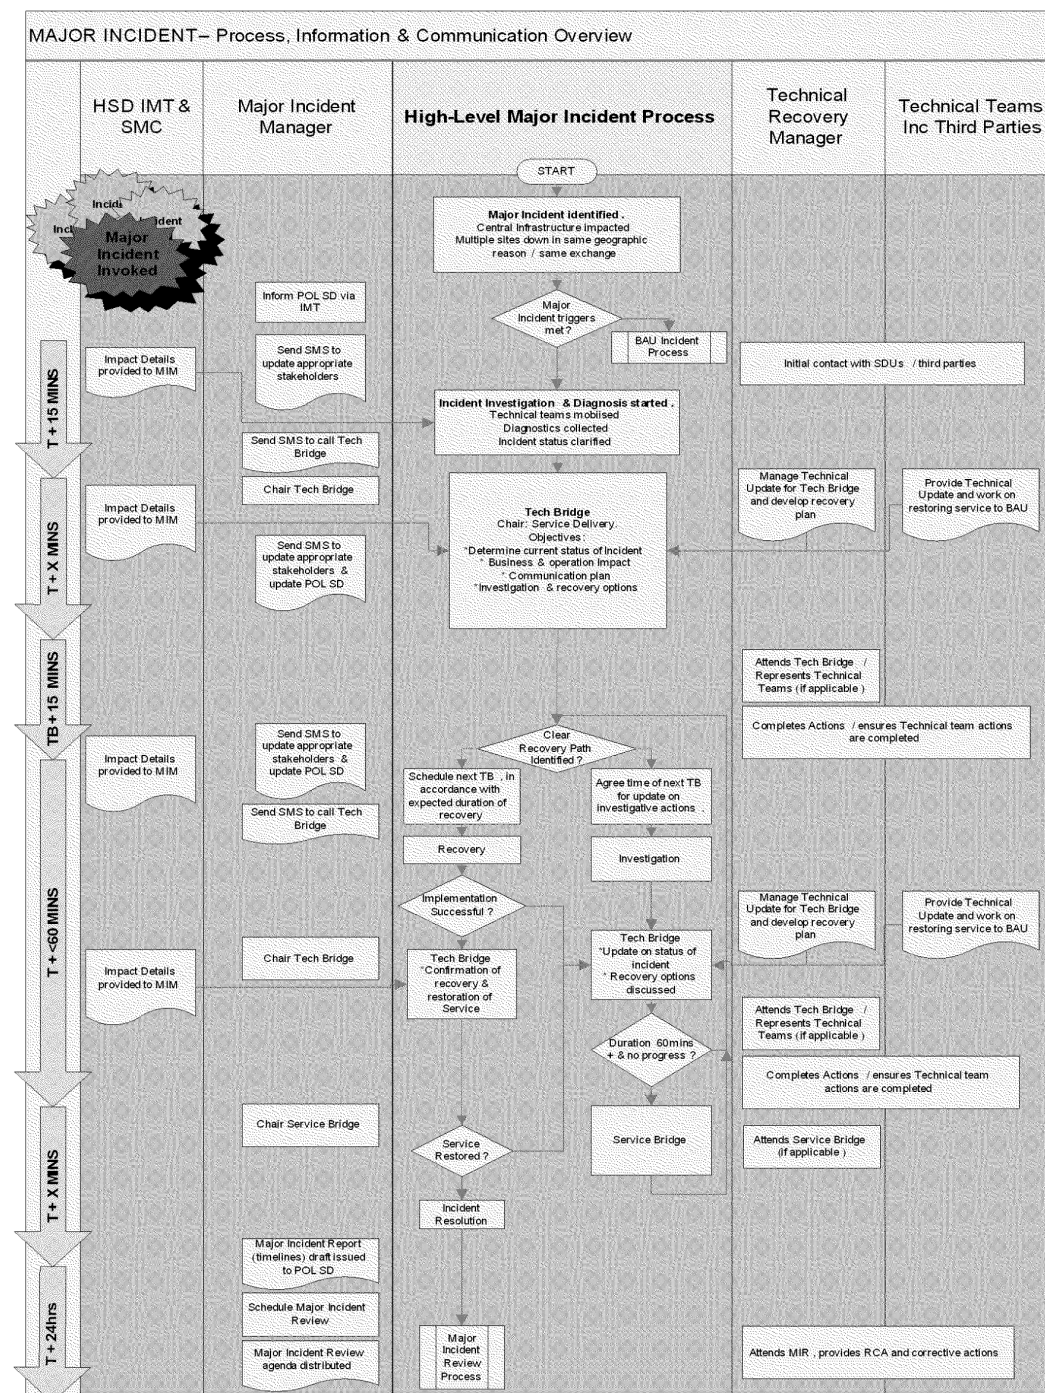 MAJOR INCIDENT– Process, Information & Communication Overview
HSD IMT &
SMC
Major Incident
Manager
High-Level Major Incident Process
Technical
Recovery
Manager
Technical Teams
Inc Third Parties
START
Major
Incident
Invoked
Major Incident identified .
Central Infrastructure impacted
Multiple sites down in same geographic
reason / same exchange
Inform POL SD via
IMT
Major
Incident triggers
met ?
BAU Incident
Process
T + 15 MINS
Impact Details
provided to MIM
Send SMS to
update appropriate
stakeholders
Initial contact with SDUs / third parties
Incident Investigation & Diagnosis started .
Technical teams mobilised
Diagnostics collected
Incident status clarified
Send SMS to call Tech
Bridge
Chair Tech Bridge
T + X MINS
Impact Details
provided to MIM
Send SMS to
update appropriate
stakeholders &
update POL SD
Tech Bridge
Chair: Service Delivery.
Objectives:
*Determine current status of Incident
* Business & operation Impact
* Communication plan
*Investigation & recovery options
Manage Technical
Update for Tech Bridge
and develop recovery
plan
Provide Technical
Update and work on
restoring service to BAU
TB + 15 MINS
Attends Tech Bridge /
Represents Technical
Teams (if applicable )
Completes Actions / ensures Technical team actions
are completed
Clear
Recovery Path
Identified ?
T + <60 MINS
Impact Details
provided to MIM
Send SMS to
update appropriate
stakeholders &
update POL SD
Send SMS to call Tech
Bridge
Schedule next TB , in
accordance with
expected duration of
recovery
Agree time of next TB
for update on
investigative actions .
Recovery
Investigation
Implementation
Successful ?
Manage Technical
Update for Tech Bridge
and develop recovery
plan
Provide Technical
Update and work on
restoring service to BAU
Impact Details
provided to MIM
Chair Tech Bridge
Tech Bridge
*Confirmation of
recovery &
restoration of
Service
Tech Bridge
*Update on status of
incident
* Recovery options
discussed
Attends Tech Bridge /
Represents Technical
Teams (if applicable )
Duration 60mins
+ & no progress ?
Completes Actions / ensures Technical team
actions are completed
T + X MINS
Chair Service Bridge
Service
Restored ?
Service Bridge
Attends Service Bridge
(if applicable )
Incident
Resolution
T + 24hrs
Major Incident Report
(timelines) draft issued
to POL SD
Schedule Major Incident
Review
Major Incident Review
agenda distributed
Major
Incident
Review
Process
Attends MIR , provides RCA and corrective actions